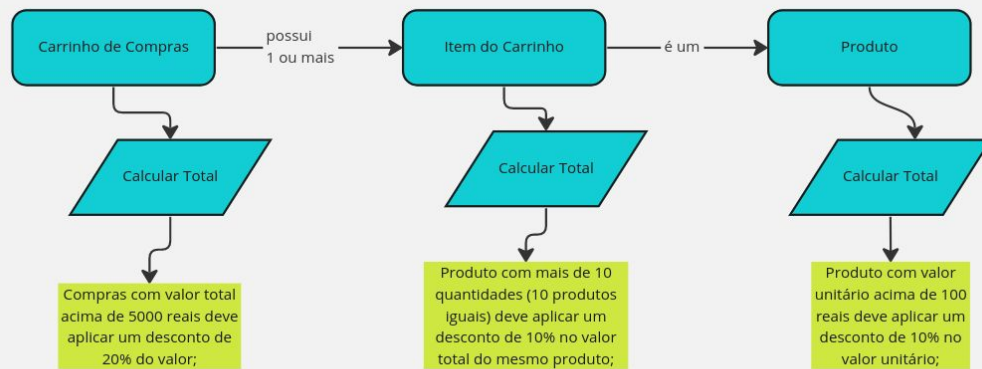 Carrinho de Compras
possui
1 ou mais
Item do Carrinho
é um
Produto
Calcular Total
Calcular Total
Calcular Total
Compras com valor total
acima de 5000 reais deve
aplicar um desconto de
20% do valor;
Produto com mais de 10
quantidades (10 produtos
iguais) deve aplicar um
desconto de 10% no valor
total do mesmo produto;
Produto com valor
unitário acima de 100
reais deve aplicar um
desconto de 10% no
valor unitário;